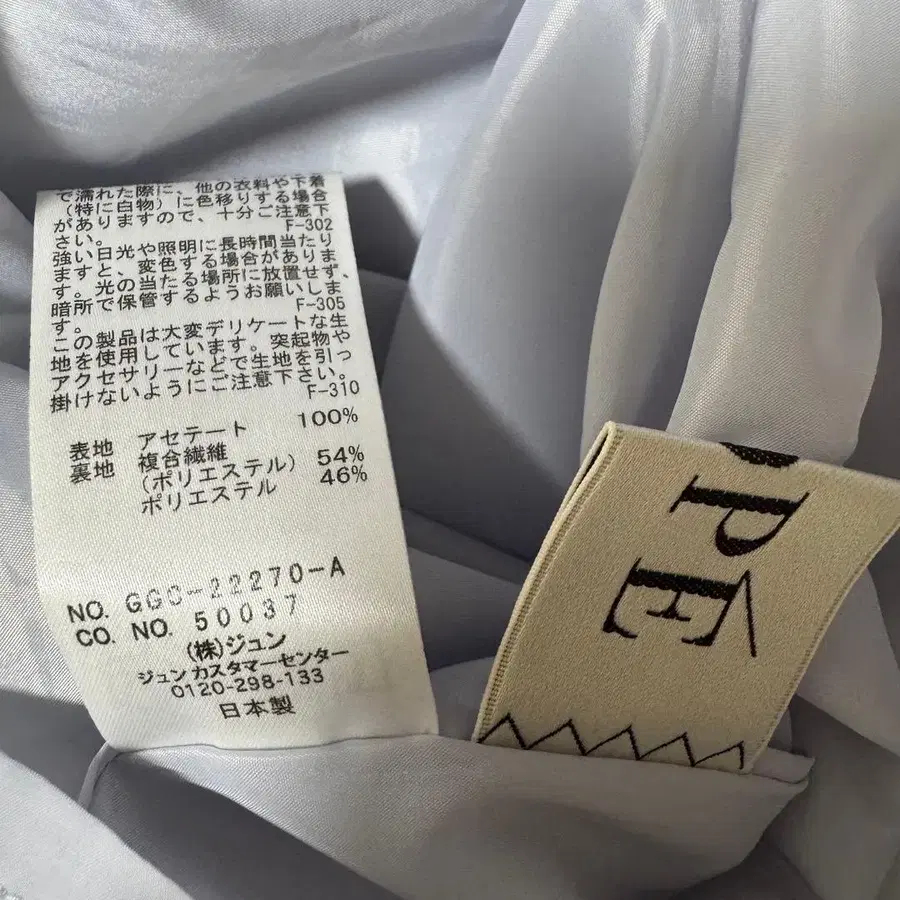 で濡れた際に、他の衣料や下着
(特に白物)に色移りする場合
がありますので、十分ご注意下
さい。 F-302
強い日光や照明に長時間当たり
ますと、変色する場合がありま
す。光の当たる場所に放置せず、
暗所で保管するようお願いしま
す。 F-305
この製品は大変デリケートな生
地を使用しています。突起物や
アクセサリーなどで生地を引っ
掛けないようにご注意下さい。
F-310
表地 アセテート 100%
裏地 複合繊維
(ポリエステル) 54%
ポリエステル 46%
NO. GGC-22270-A
CO. NO. 50037
(株)ジュン
ジュン カスタマーセンター
0120-298-133
日本製
PPÉ